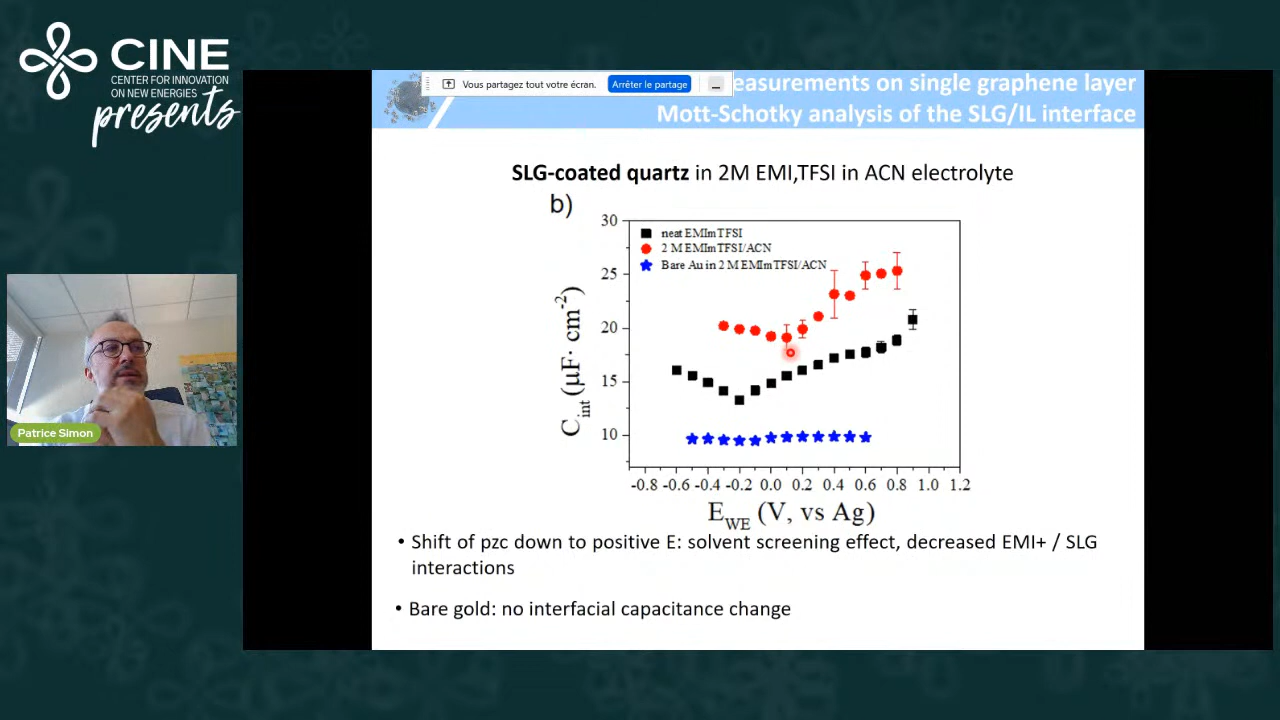 CINE
CENTER FOR INNOVATION
ON NEW ENERGIES
presents
Vous partagez tout votre écran.
Arrêter le partage
easurements on single graphene layer
Mott-Schotky analysis of the SLG/IL interface
SLG-coated quartz in 2M EMI,TFSI in ACN electrolyte
b)
30
25
20
15
10
C int (µF· cm-2)
neat EMImTFSI
2 M EMImTFSI/ACN
Bare Au in 2 M EMImTFSI/ACN
-0.8 -0.6 -0.4 -0.2 0.0 0.2 0.4 0.6 0.8 1.0 1.2
E WE (V, vs Ag)
• Shift of pzc down to positive E: solvent screening effect, decreased EMI+ / SLG
interactions
• Bare gold: no interfacial capacitance change
Patrice Simon